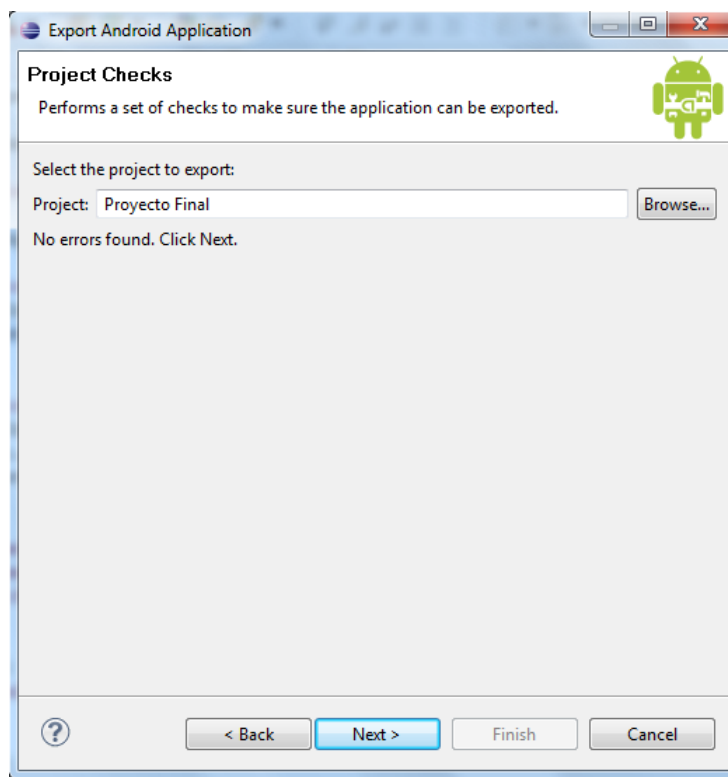 Export Android Application
Project Checks
Performs a set of checks to make sure the application can be exported.
Select the project to export:
Project: Proyecto Final Browse...
No errors found. Click Next.
? < Back Next > Finish Cancel